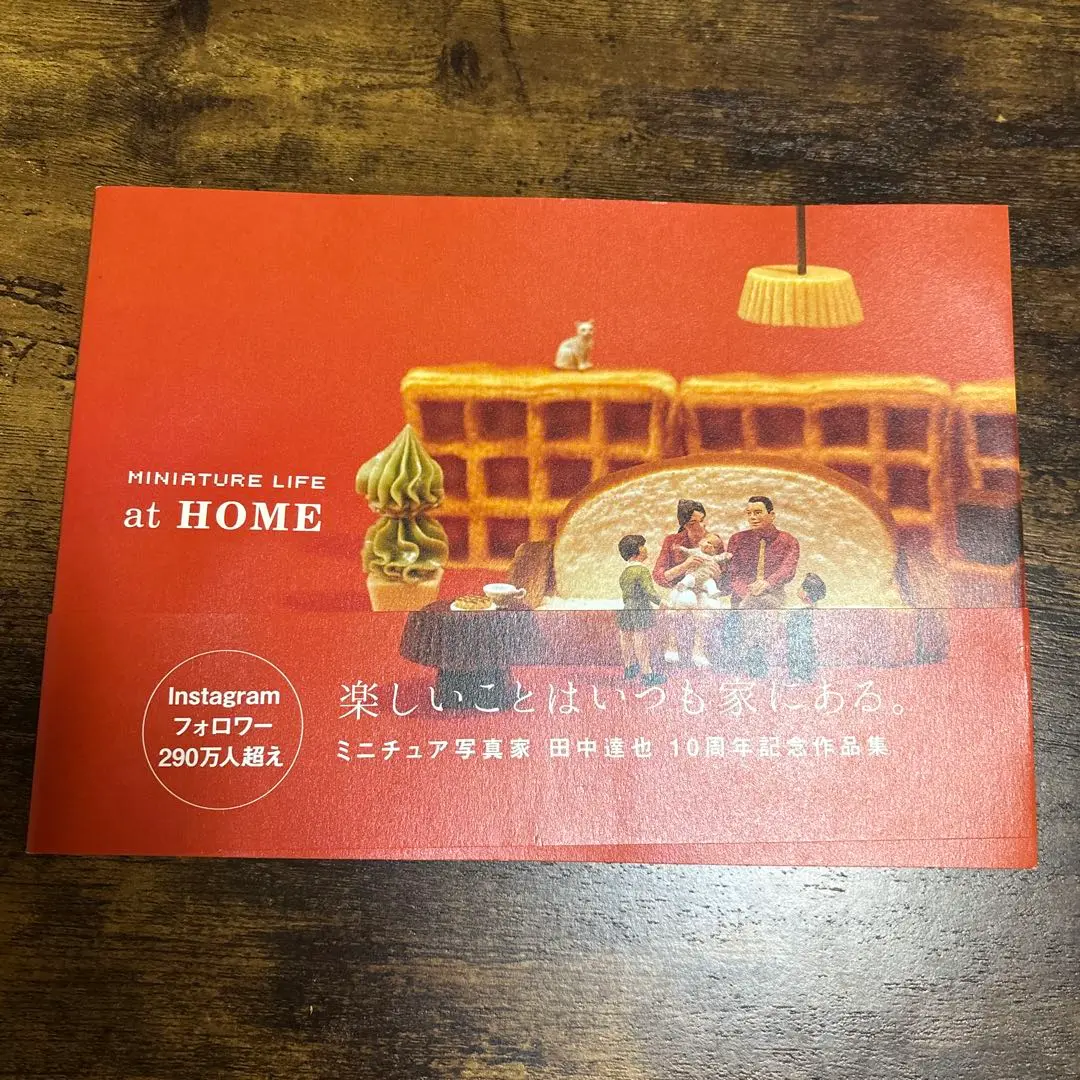 MINIATURE LIFE
at HOME
Instagram
フォロワー
290万人超え
楽しいことはいつも家にある。
ミニチュア写真家 田中達也 10周年記念作品集